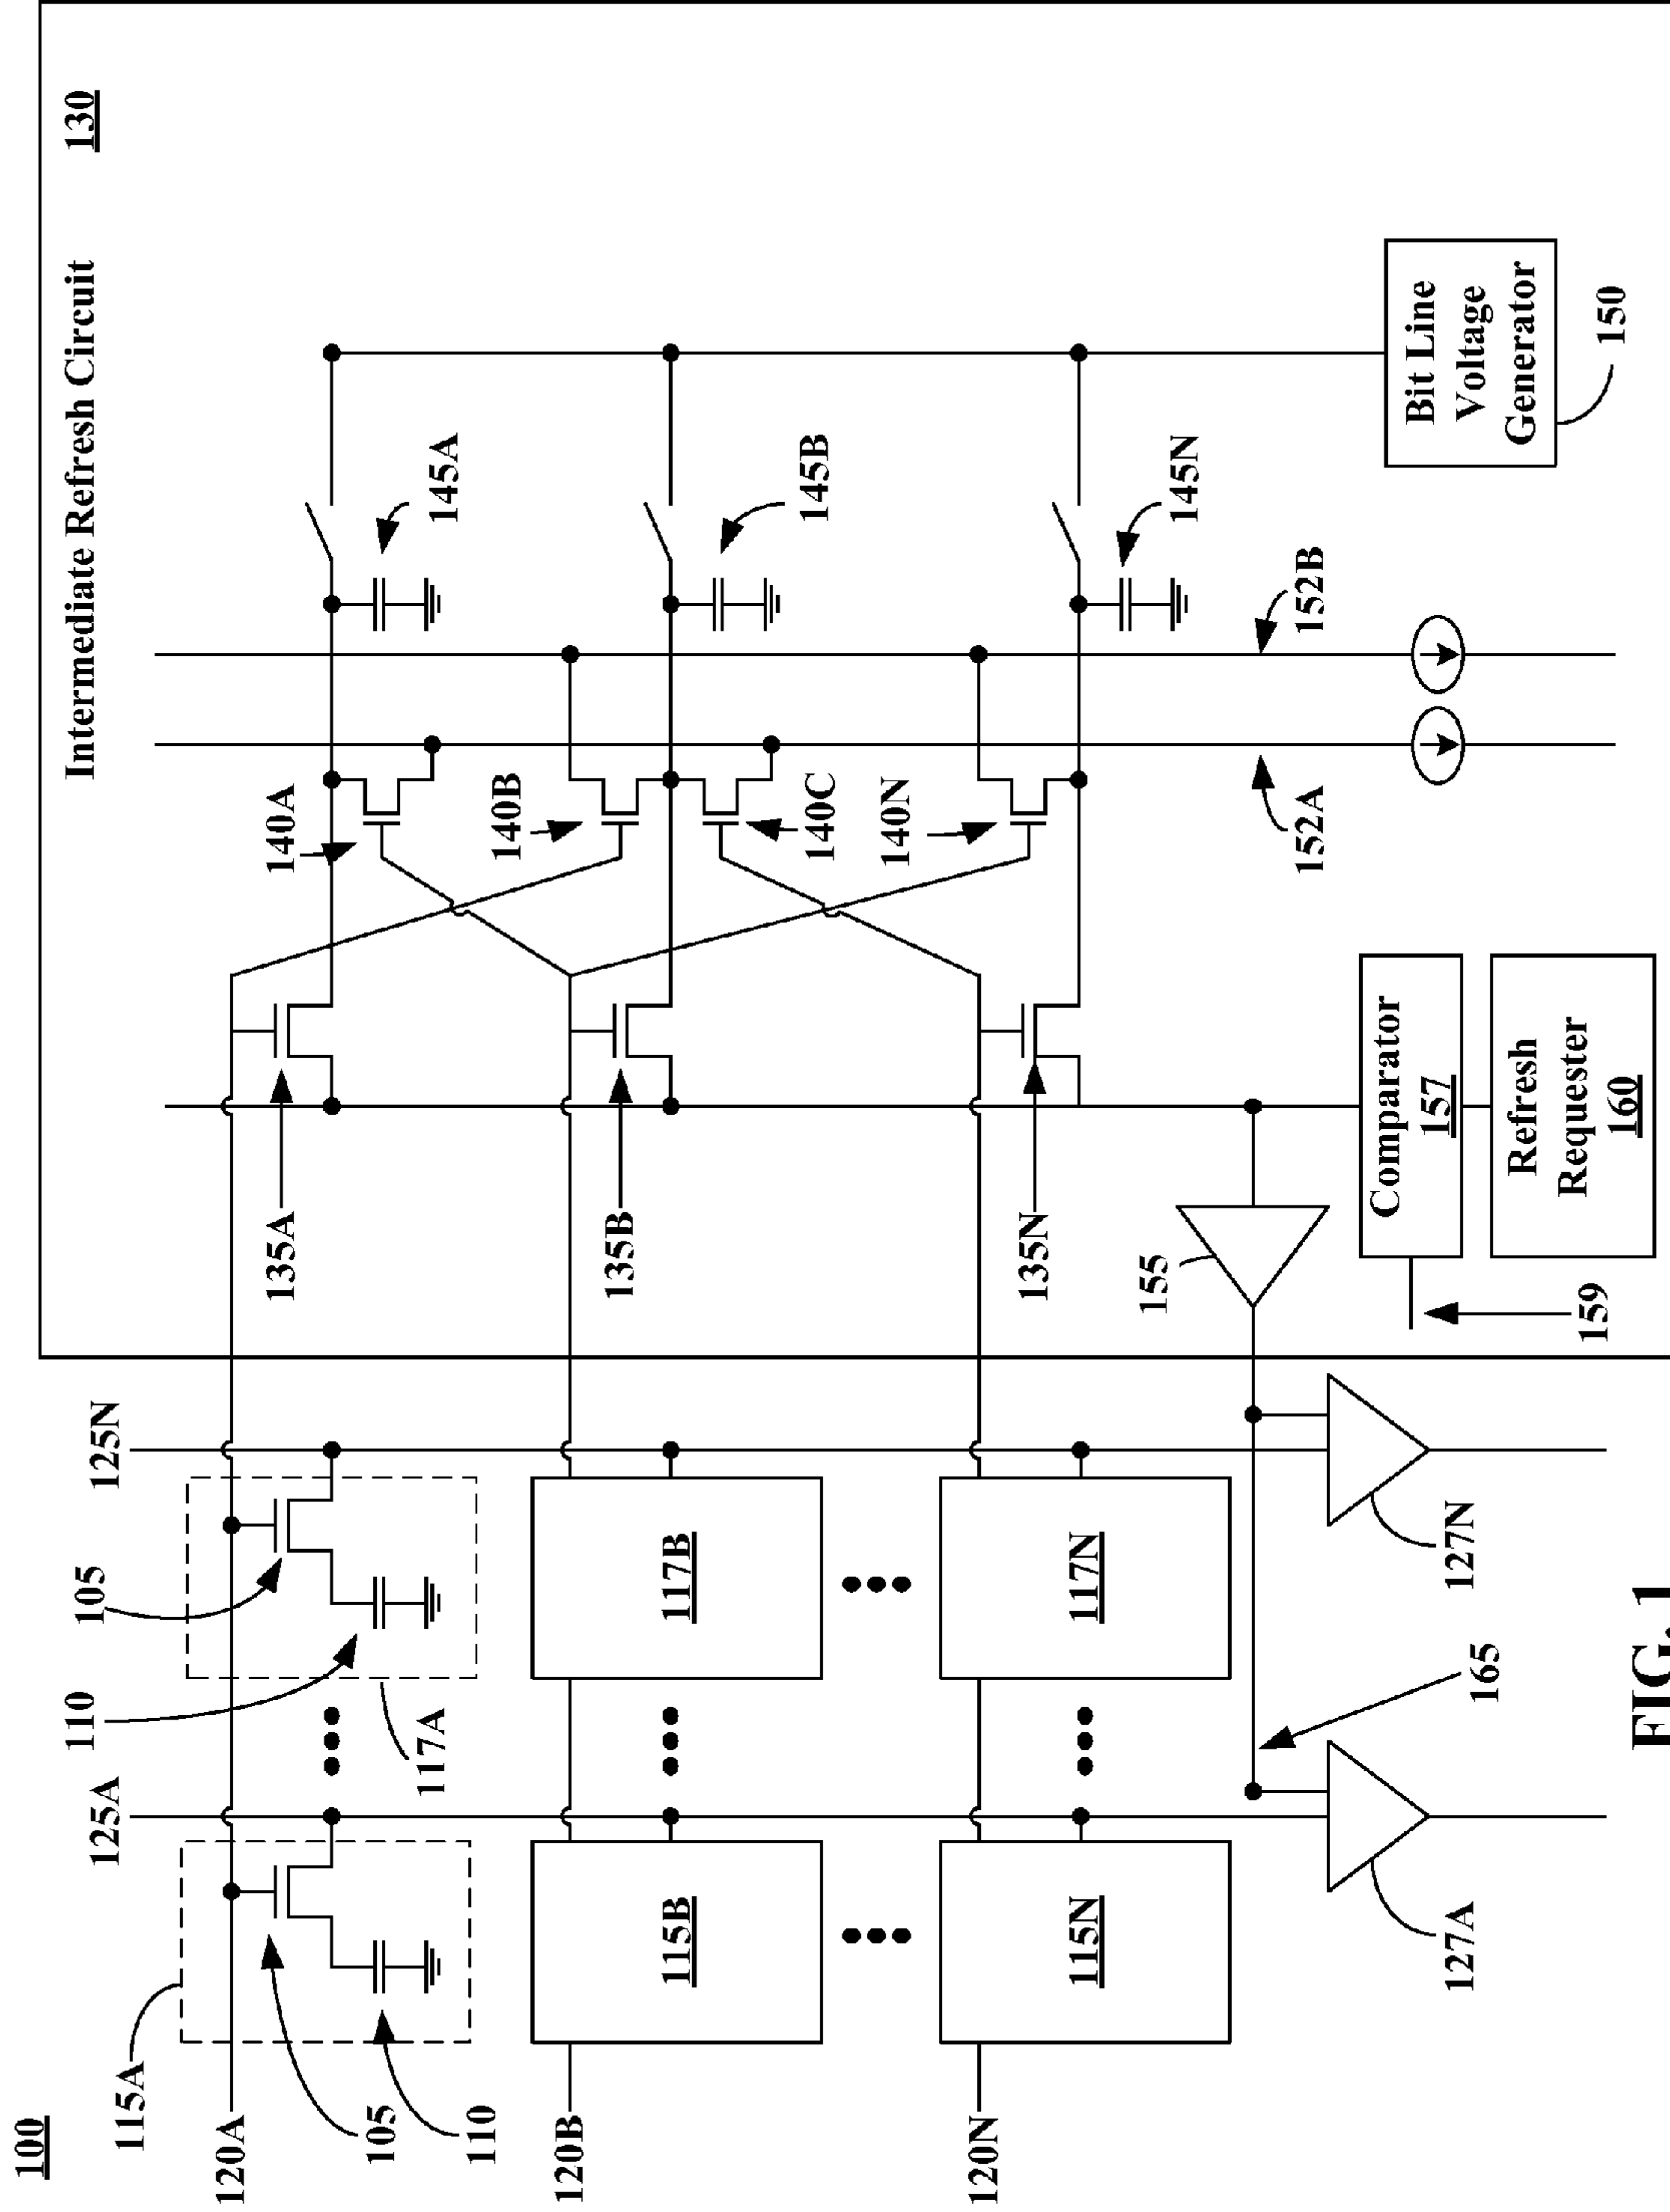 100
Intermediate Refresh Circuit
130
115A
125A
110
105
125N
120A
105
110
117A
135A
140A
145A
120B
115B
117B
135B
140B
145B
140C
120N
115N
117N
135N
140N
145N
155
152A
152B
165
127A
127N
Comparator
157
159
Refresh
Requester
160
Bit Line
Voltage
Generator
150
FIG. 1